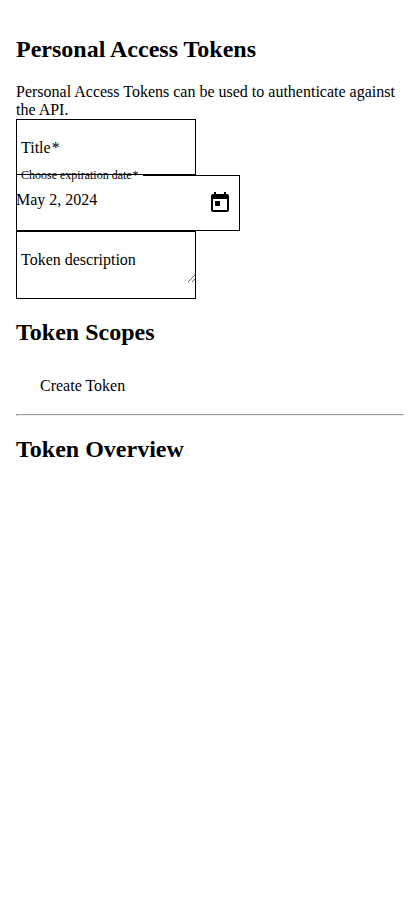 Personal Access Tokens
Personal Access Tokens can be used to authenticate against
the API.
Title*
Choose expiration date*
May 2, 2024
Token description
Token Scopes
Create Token
Token Overview